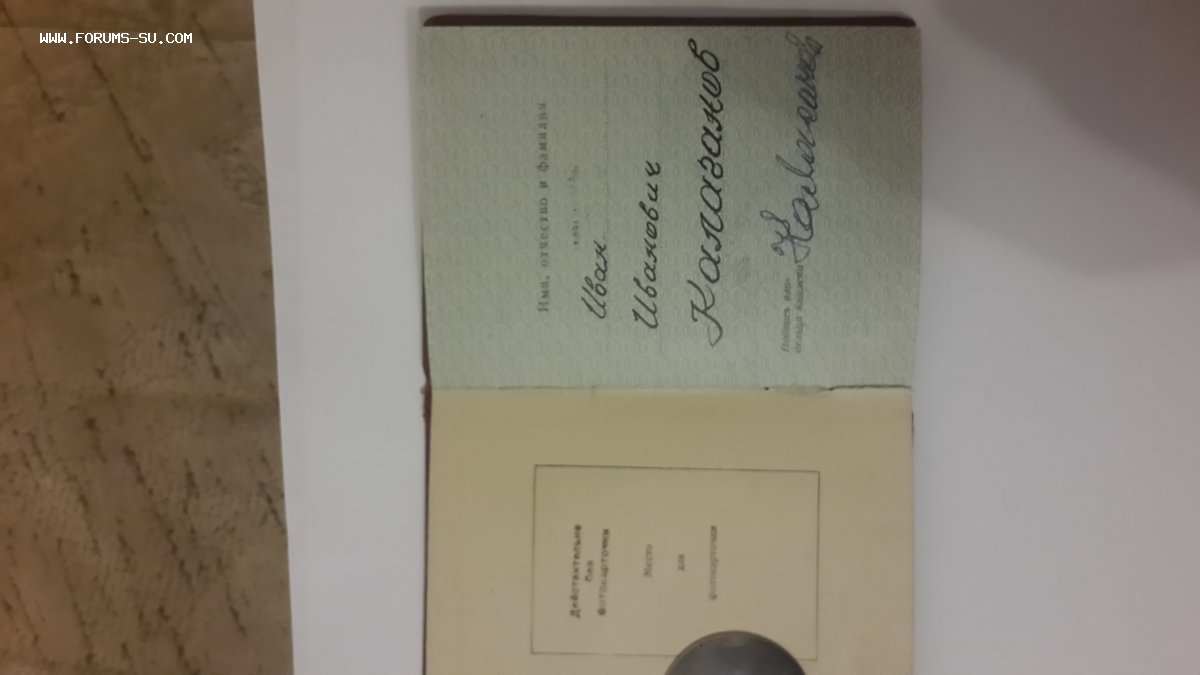 WWW.FORUMS-SU.COM
Действительно
без
фотокарточки
Место
для
фотокарточки
Имя, отчество и фамилия
Иван
Иванович
Калазанов
Подпись вла-
дельца книжки